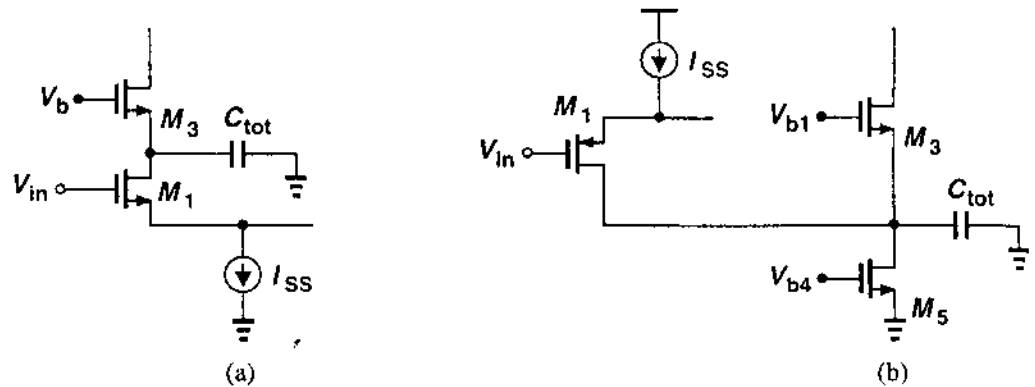 V_b
M_3
C_tot
V_in
M_1
I_SS
(a)
I_SS
M_1
V_in
V_b1
M_3
C_tot
V_b4
M_5
(b)